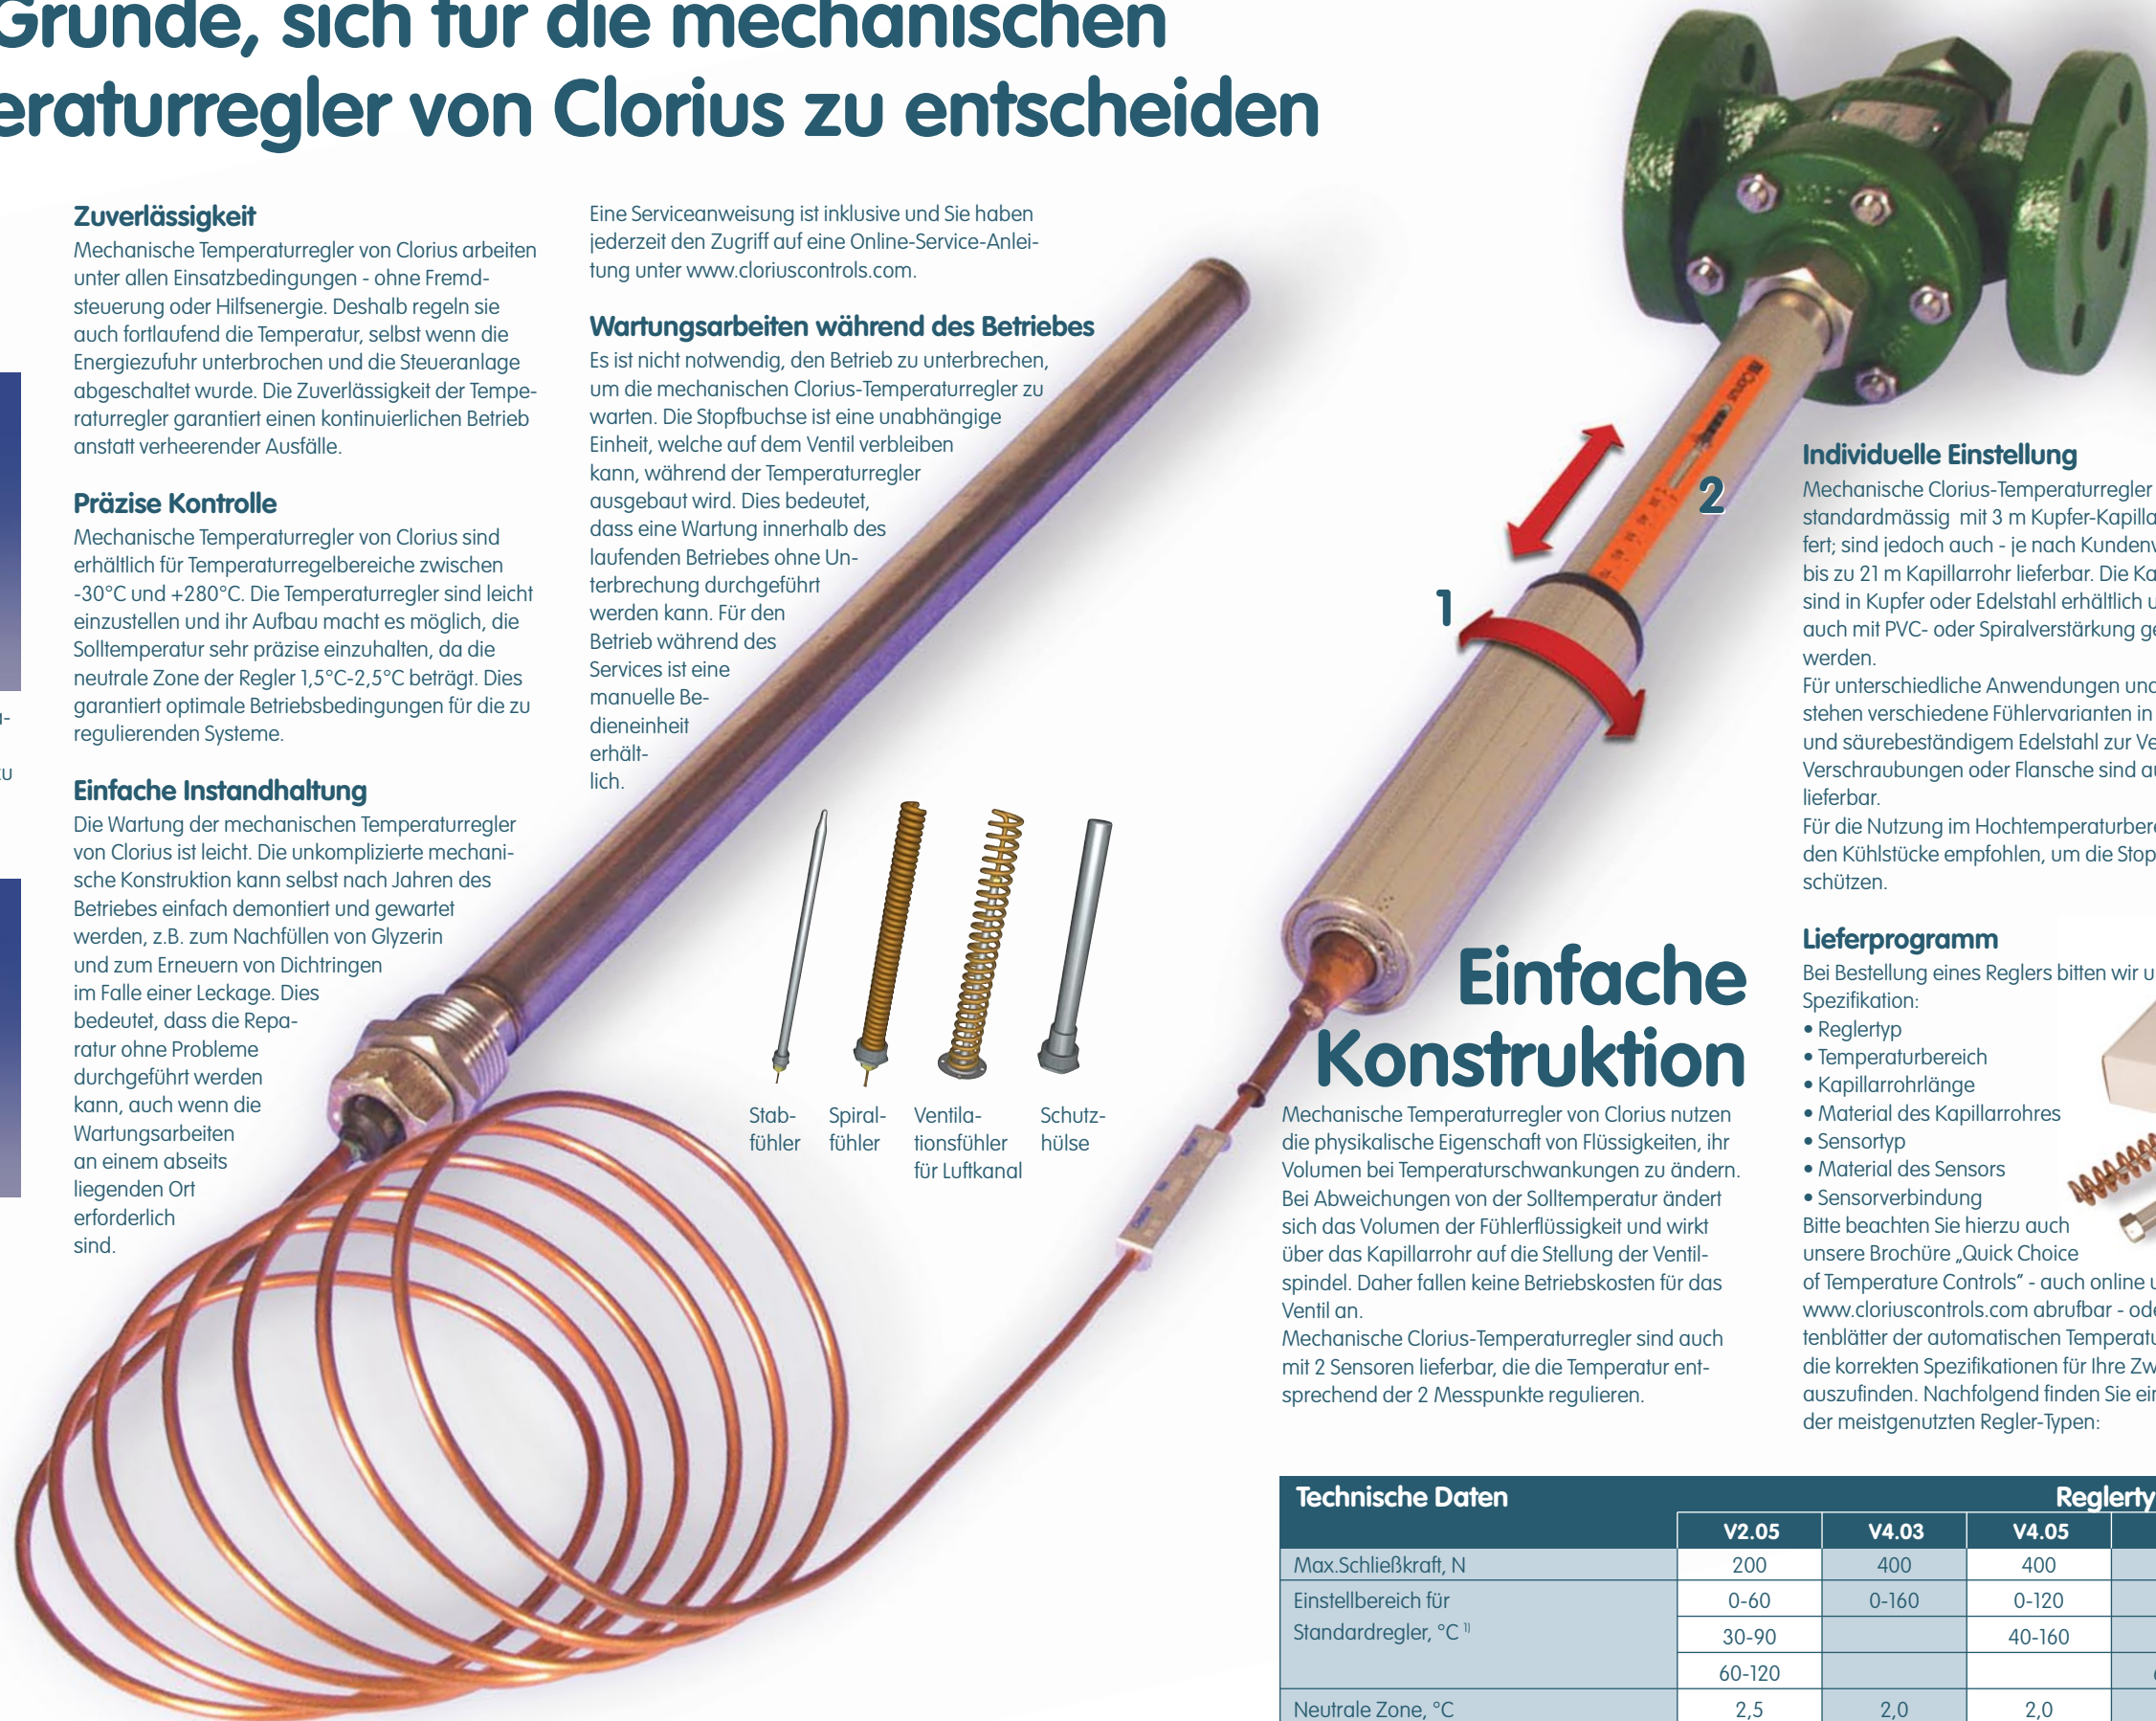 Gründe, sich für die mechanischen
eraturregler von Clorius zu entscheiden
Zuverlässigkeit
Mechanische Temperaturregler von Clorius arbeiten
unter allen Einsatzbedingungen - ohne Fremd-
steuerung oder Hilfsenergie. Deshalb regeln sie
auch fortlaufend die Temperatur, selbst wenn die
Energiezufuhr unterbrochen und die Steueranlage
abgeschaltet wurde. Die Zuverlässigkeit der Tempe-
raturregler garantiert einen kontinuierlichen Betrieb
anstatt verheerender Ausfälle.
Präzise Kontrolle
Mechanische Temperaturregler von Clorius sind
erhältlich für Temperaturregelbereiche zwischen
-30°C und +280°C. Die Temperaturregler sind leicht
einzustellen und ihr Aufbau macht es möglich, die
Solltemperatur sehr präzise einzuhalten, da die
neutrale Zone der Regler 1,5°C-2,5°C beträgt. Dies
garantiert optimale Betriebsbedingungen für die zu
regulierenden Systeme.
Einfache Instandhaltung
Die Wartung der mechanischen Temperaturregler
von Clorius ist leicht. Die unkomplizierte mechani-
sche Konstruktion kann selbst nach Jahren des
Betriebes einfach demontiert und gewartet
werden, z.B. zum Nachfüllen von Glyzerin
und zum Erneuern von Dichtringen
im Falle einer Leckage. Dies
bedeutet, dass die Repa-
ratur ohne Probleme
durchgeführt werden
kann, auch wenn die
Wartungsarbeiten
an einem abseits
liegenden Ort
erforderlich
sind.
Eine Serviceanweisung ist inklusive und Sie haben
jederzeit den Zugriff auf eine Online-Service-Anlei-
tung unter www.cloriuscontrols.com.
Wartungsarbeiten während des Betriebes
Es ist nicht notwendig, den Betrieb zu unterbrechen,
um die mechanischen Clorius-Temperaturregler zu
warten. Die Stopfbuchse ist eine unabhängige
Einheit, welche auf dem Ventil verbleiben
kann, während der Temperaturregler
ausgebaut wird. Dies bedeutet,
dass eine Wartung innerhalb des
laufenden Betriebes ohne Un-
terbrechung durchgeführt
werden kann. Für den
Betrieb während des
Services ist eine
manuelle Be-
dieneinheit
erhält-
lich.
Stab-
fühler
Spiral-
fühler
Ventila-
tionsfühler
für Luftkanal
Schutz-
hülse
1
2
Einfache
Konstruktion
Mechanische Temperaturregler von Clorius nutzen
die physikalische Eigenschaft von Flüssigkeiten, ihr
Volumen bei Temperaturschwankungen zu ändern.
Bei Abweichungen von der Solltemperatur ändert
sich das Volumen der Fühlerflüssigkeit und wirkt
über das Kapillarrohr auf die Stellung der Ventil-
spindel. Daher fallen keine Betriebskosten für das
Ventil an.
Mechanische Clorius-Temperaturregler sind auch
mit 2 Sensoren lieferbar, die die Temperatur ent-
sprechend der 2 Messpunkte regulieren.
Individuelle Einstellung
Mechanische Clorius-Temperaturregler
standardmässig mit 3 m Kupfer-Kapilla
fert; sind jedoch auch - je nach Kundenv
bis zu 21 m Kapillarrohr lieferbar. Die Ka
sind in Kupfer oder Edelstahl erhältlich u
auch mit PVC- oder Spiralverstärkung ge
werden.
Für unterschiedliche Anwendungen und
stehen verschiedene Fühlervarianten in
und säurebeständigem Edelstahl zur Ve
Verschraubungen oder Flansche sind au
lieferbar.
Für die Nutzung im Hochtemperaturbere
den Kühlstücke empfohlen, um die Stop
schützen.
Lieferprogramm
Bei Bestellung eines Reglers bitten wir u
Spezifikation:
• Reglertyp
• Temperaturbereich
• Kapillarrohrlänge
• Material des Kapillarrohres
• Sensortyp
• Material des Sensors
• Sensorverbindung
Bitte beachten Sie hierzu auch
unsere Brochüre „Quick Choice
of Temperature Controls" - auch online u
www.cloriuscontrols.com abrufbar - ode
tenblätter der automatischen Temperatu
die korrekten Spezifikationen für Ihre Zw
auszufinden. Nachfolgend finden Sie ein
der meistgenutzten Regler-Typen:
Technische Daten Reglerty
V2.05 V4.03 V4.05
Max.Schließkraft, N 200 400 400
Einstellbereich für 0-60 0-160 0-120
Standardregler, °C 1) 30-90 40-160
60-120
Neutrale Zone, °C 2,5 2,0 2,0